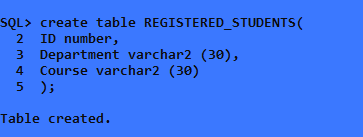 SQL> create table REGISTERED_STUDENTS(
  2  ID number,
  3  Department varchar2 (30),
  4  Course varchar2 (30)
  5  );
Table created.